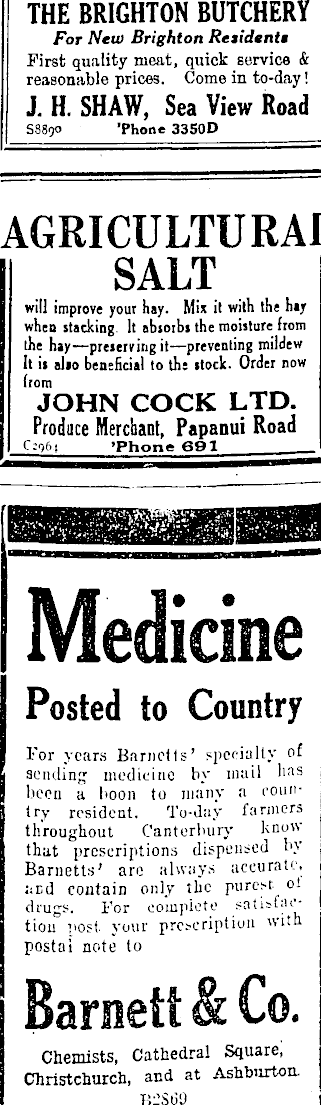 THE BRIGHTON BUTCHERY
For New Brighton Residents
First quality meat, quick service &
reasonable prices. Come in to-day!
J. H. SHAW, Sea View Road
S8890 'Phone 3350D
AGRICULTURAL
SALT
will improve your hay. Mix it with the hay
when stacking. It absorbs the moisture from
the hay—preserving it—preventing mildew
It is also beneficial to the stock. Order now
from
JOHN COCK LTD.
Produce Merchant, Papanui Road
C2964 'Phone 691
Medicine
Posted to Country
For years Barnetts' specialty of
sending medicine by mail has
been a boon to many a coun-
try resident. To-day farmers
throughout Canterbury know
that prescriptions dispensed by
Barnetts' are always accurate,
and contain only the purest of
drugs. For complete satisfac-
tion post your prescription with
postal note to
Barnett & Co.
Chemists, Cathedral Square,
Christchurch, and at Ashburton.
B2869